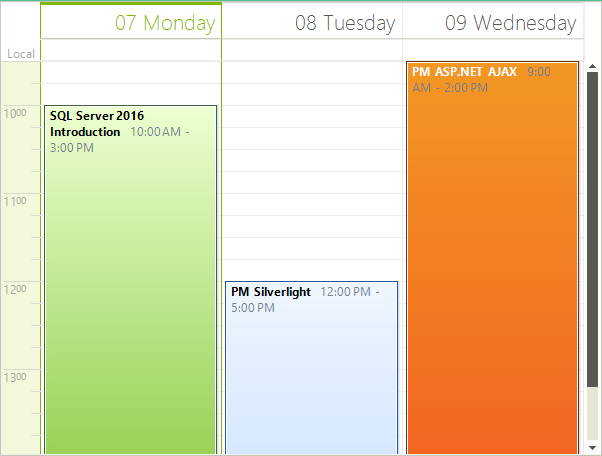 07 Monday
08 Tuesday
09 Wednesday
Local
PM ASP.NET AJAX 9:00
AM - 2:00 PM
1000
SQL Server 2016
Introduction 10:00 AM -
3:00 PM
1100
1200
PM Silverlight 12:00 PM -
5:00 PM
1300